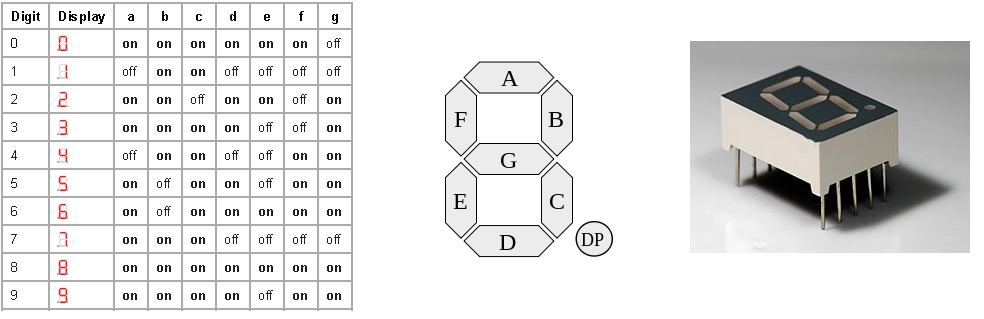 Digit Display a b c d e f g
0 0 on on on on on on off
1 1 off on on off off off off
2 2 on on off on on off on
3 3 on on on on off off on
4 4 off on on off off on on
5 5 on off on on off on on
6 6 on off on on on on on
7 7 on on on off off off off
8 8 on on on on on on on
9 9 on on on on off on on
A
F B
G
E C
D DP